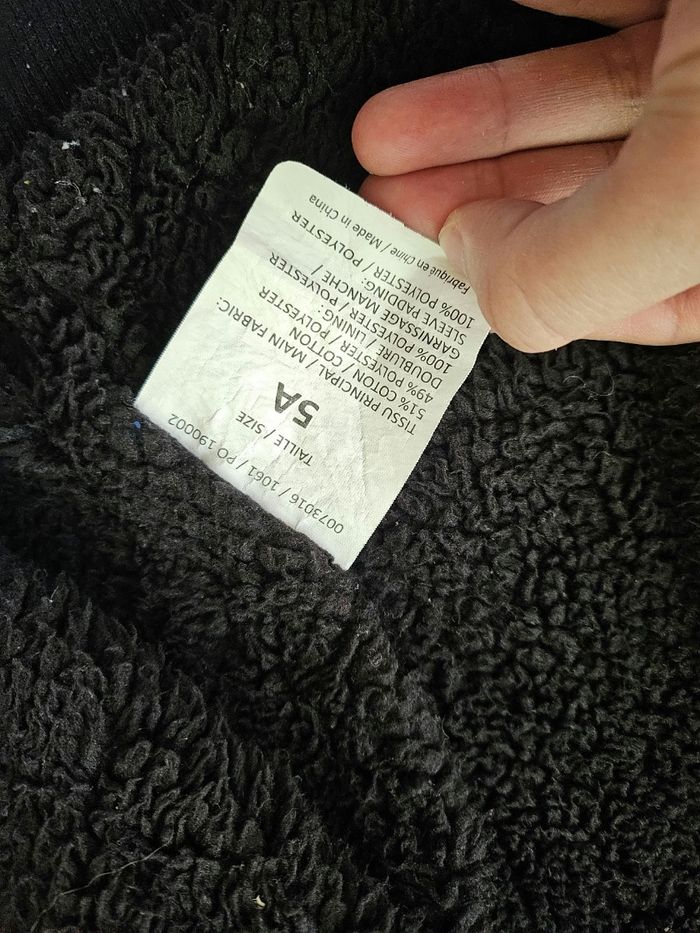 0073016 / 1061 / PO 190002
TAILLE / SIZE
5A
TISSU PRINCIPAL / MAIN FABRIC:
51% COTON / COTTON
49% POLYESTER / POLYESTER
DOUBLURE / LINING:
100% POLYESTER / POLYESTER
GARNISSAGE MANCHE /
SLEEVE PADDING:
100% POLYESTER / POLYESTER
Fabriqué en Chine / Made in China